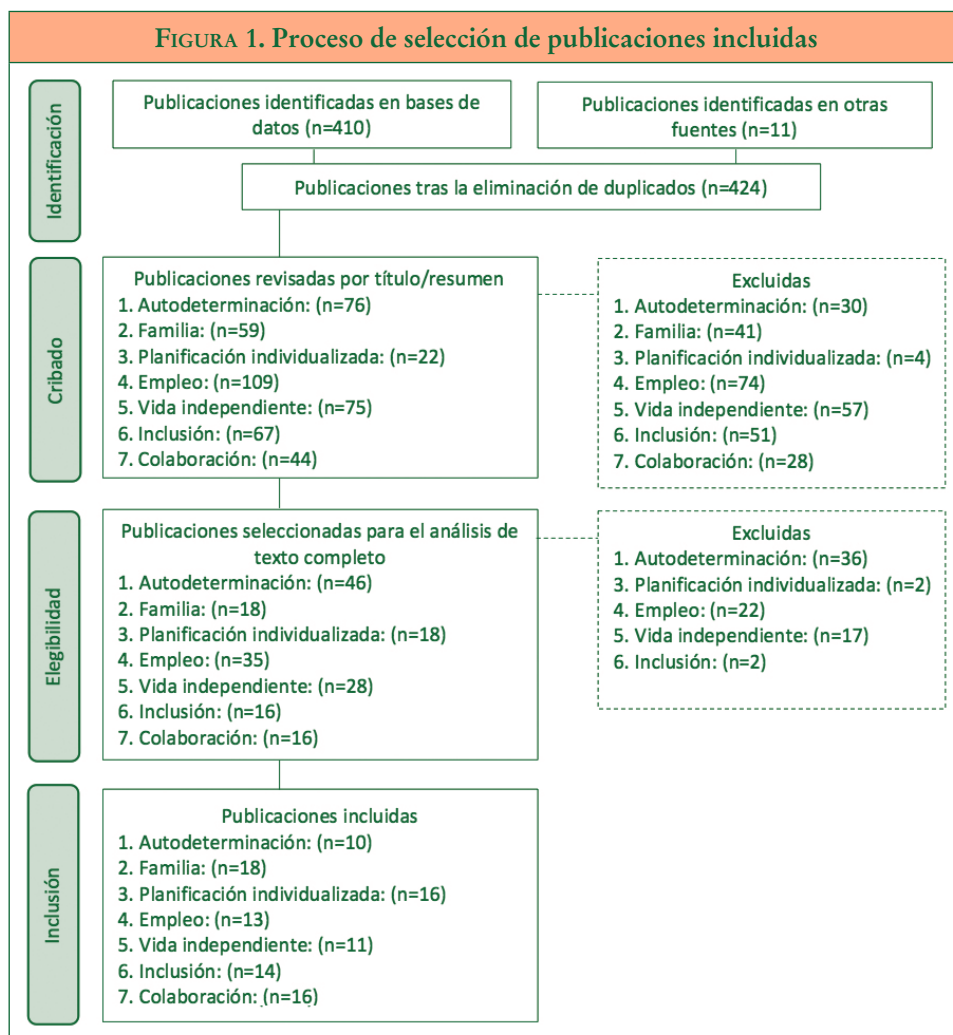 FIGURA 1. Proceso de selección de publicaciones incluidas
Identificación
Publicaciones identificadas en bases de
datos (n=410)
Publicaciones identificadas en otras
fuentes (n=11)
Publicaciones tras la eliminación de duplicados (n=424)
Cribado
Publicaciones revisadas por título/resumen
1. Autodeterminación: (n=76)
2. Familia: (n=59)
3. Planificación individualizada: (n=22)
4. Empleo: (n=109)
5. Vida independiente: (n=75)
6. Inclusión: (n=67)
7. Colaboración: (n=44)
Excluidas
1. Autodeterminación: (n=30)
2. Familia: (n=41)
3. Planificación individualizada: (n=4)
4. Empleo: (n=74)
5. Vida independiente: (n=57)
6. Inclusión: (n=51)
7. Colaboración: (n=28)
Elegibilidad
Publicaciones seleccionadas para el análisis de
texto completo
1. Autodeterminación: (n=46)
2. Familia: (n=18)
3. Planificación individualizada: (n=18)
4. Empleo: (n=35)
5. Vida independiente: (n=28)
6. Inclusión: (n=16)
7. Colaboración: (n=16)
Excluidas
1. Autodeterminación: (n=36)
3. Planificación individualizada: (n=2)
4. Empleo: (n=22)
5. Vida independiente: (n=17)
6. Inclusión: (n=2)
Inclusión
Publicaciones incluidas
1. Autodeterminación: (n=10)
2. Familia: (n=18)
3. Planificación individualizada: (n=16)
4. Empleo: (n=13)
5. Vida independiente: (n=11)
6. Inclusión: (n=14)
7. Colaboración: (n=16)